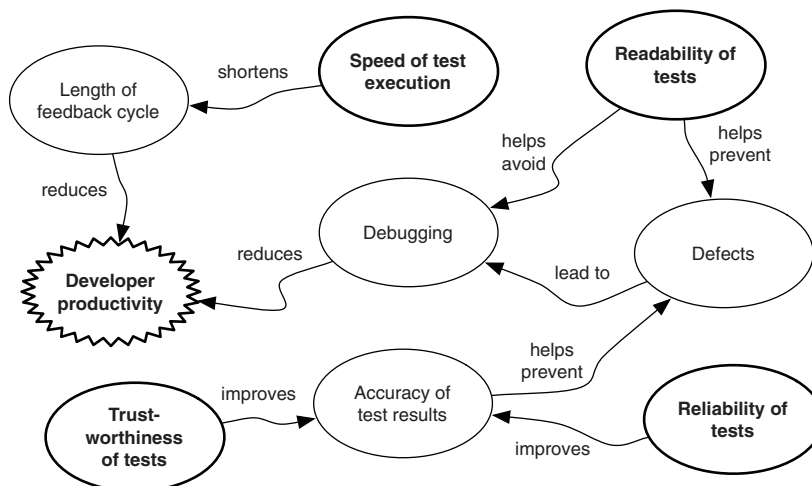 Speed of test
execution
Readability of
tests
shortens
Length of
feedback cycle
helps
avoid
helps
prevent
reduces
Debugging
Defects
reduces
lead to
Developer
productivity
helps
prevent
improves
Accuracy of
test results
Trust-
worthiness
of tests
Reliability of
tests
improves